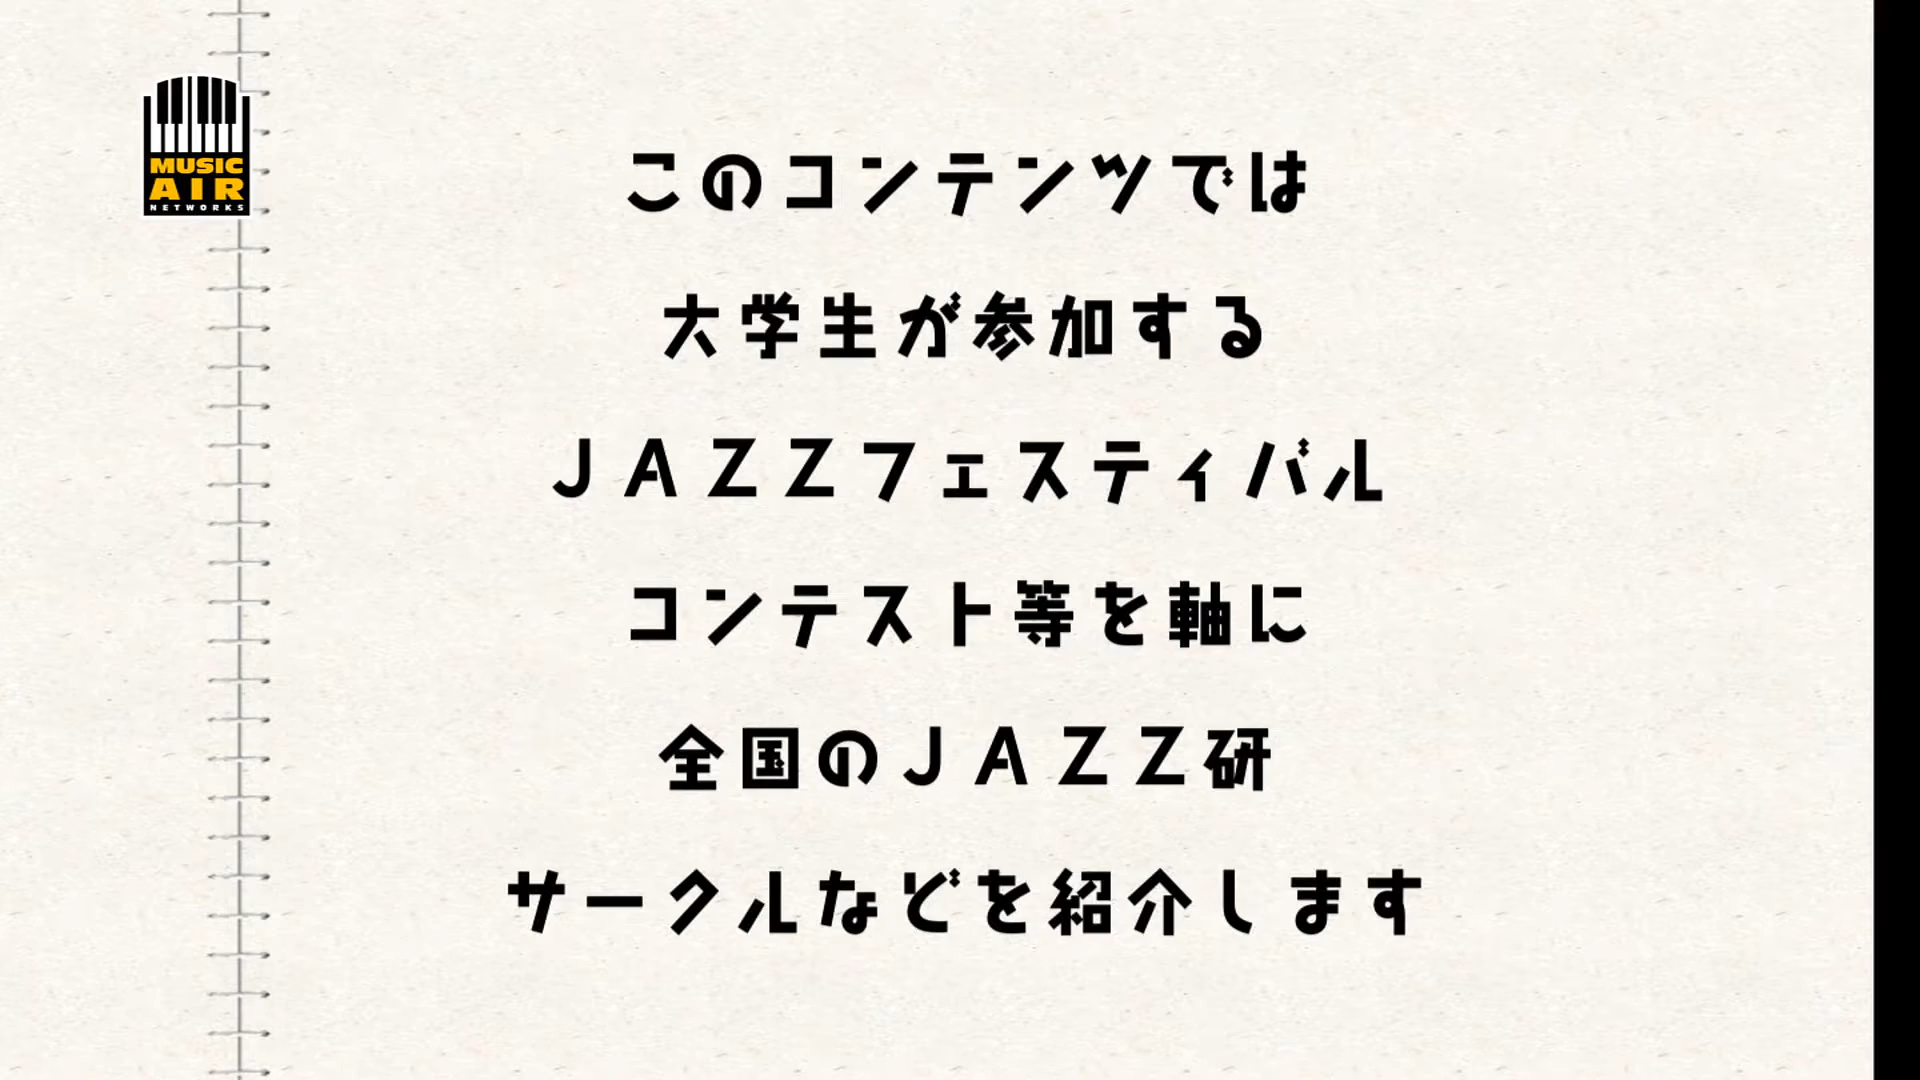 MUSIC
AIR
NETWORKS
このコンテンツでは
大学生が参加する
ＪＡＺＺフェスティバル
コンテスト等を軸に
全国のＪＡＺＺ研
サークルなどを紹介します